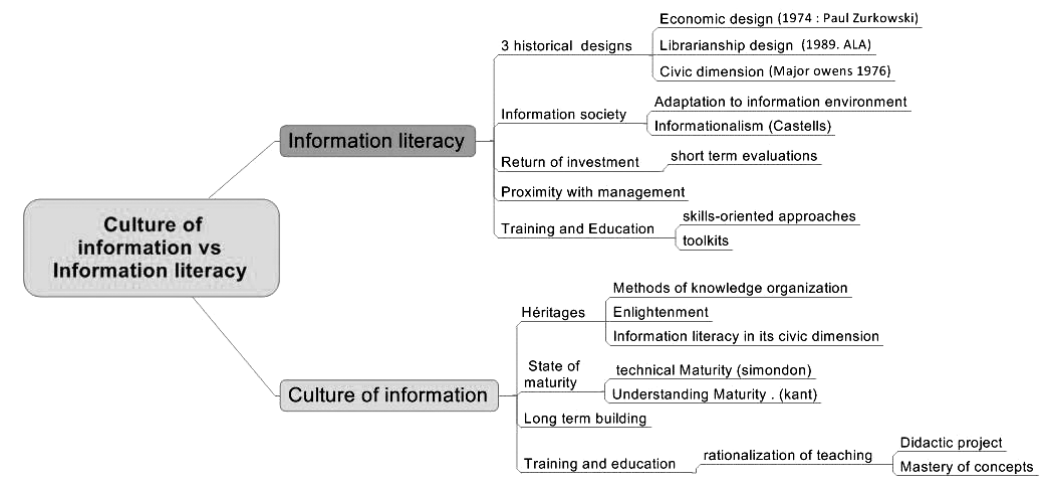 Culture of
information vs
Information literacy
Information literacy
3 historical designs
Economic design (1974 : Paul Zurkowski)
Librarianship design (1989. ALA)
Civic dimension (Major owens 1976)
Information society
Adaptation to information environment
Informationalism (Castells)
Return of investment
short term evaluations
Proximity with management
Training and Education
skills-oriented approaches
toolkits
Culture of information
Héritages
Methods of knowledge organization
Enlightenment
Information literacy in its civic dimension
State of
maturity
technical Maturity (simondon)
Understanding Maturity . (kant)
Long term building
Training and education
rationalization of teaching
Didactic project
Mastery of concepts